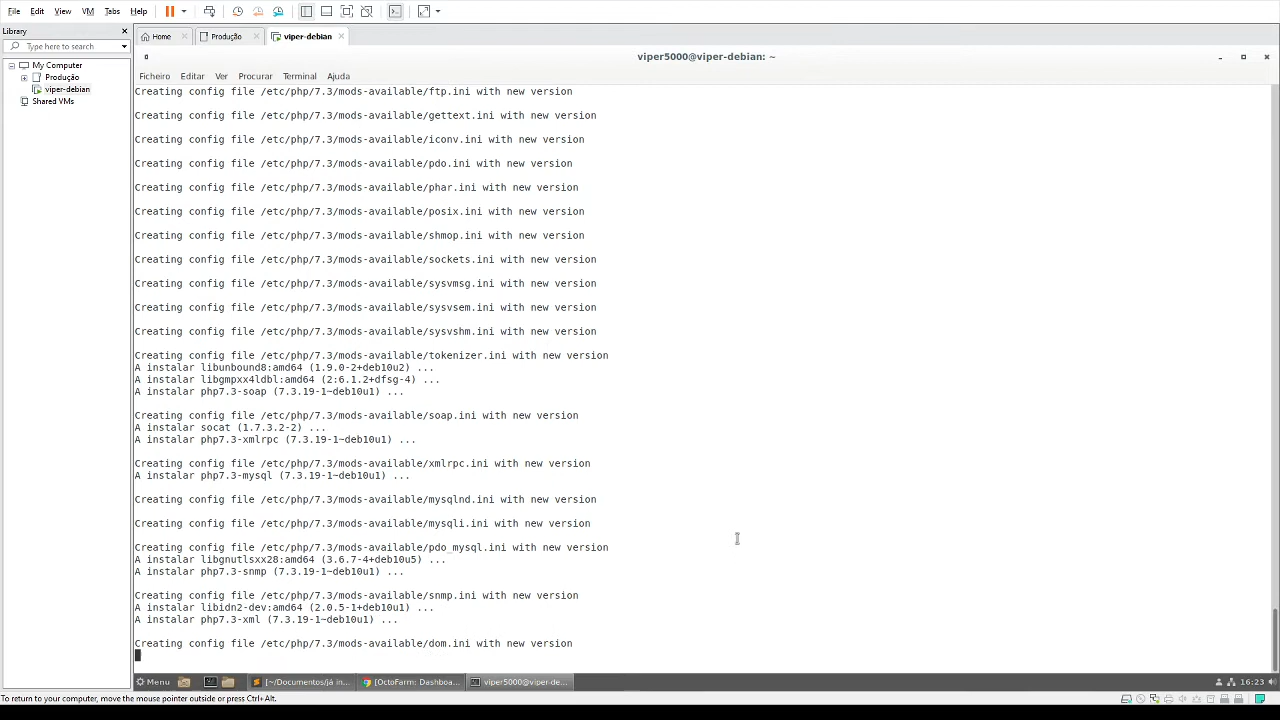 File Edit View VM Tabs Help
Library
Type here to search
My Computer
Produção
viper-debian
Shared VMs
Home Produção viper-debian
viper5000@viper-debian: ~
Ficheiro Editar Ver Procurar Terminal Ajuda
Creating config file /etc/php/7.3/mods-available/ftp.ini with new version
Creating config file /etc/php/7.3/mods-available/gettext.ini with new version
Creating config file /etc/php/7.3/mods-available/iconv.ini with new version
Creating config file /etc/php/7.3/mods-available/pdo.ini with new version
Creating config file /etc/php/7.3/mods-available/phar.ini with new version
Creating config file /etc/php/7.3/mods-available/posix.ini with new version
Creating config file /etc/php/7.3/mods-available/shmop.ini with new version
Creating config file /etc/php/7.3/mods-available/sockets.ini with new version
Creating config file /etc/php/7.3/mods-available/sysvmsg.ini with new version
Creating config file /etc/php/7.3/mods-available/sysvsem.ini with new version
Creating config file /etc/php/7.3/mods-available/sysvshm.ini with new version
Creating config file /etc/php/7.3/mods-available/tokenizer.ini with new version
A instalar libunbound8:amd64 (1.9.0-2+deb10u2) ...
A instalar libgmpxx4ldbl:amd64 (2:6.1.2+dfsg-4) ...
A instalar php7.3-soap (7.3.19-1~deb10u1) ...
Creating config file /etc/php/7.3/mods-available/soap.ini with new version
A instalar socat (1.7.3.2-2) ...
A instalar php7.3-xmlrpc (7.3.19-1~deb10u1) ...
Creating config file /etc/php/7.3/mods-available/xmlrpc.ini with new version
A instalar php7.3-mysql (7.3.19-1~deb10u1) ...
Creating config file /etc/php/7.3/mods-available/mysqlnd.ini with new version
Creating config file /etc/php/7.3/mods-available/mysqli.ini with new version
Creating config file /etc/php/7.3/mods-available/pdo_mysql.ini with new version
A instalar libgnutlsxx28:amd64 (3.6.7-4+deb10u5) ...
A instalar php7.3-snmp (7.3.19-1~deb10u1) ...
Creating config file /etc/php/7.3/mods-available/snmp.ini with new version
A instalar libidn2-dev:amd64 (2.0.5-1+deb10u1) ...
A instalar php7.3-xml (7.3.19-1~deb10u1) ...
Creating config file /etc/php/7.3/mods-available/dom.ini with new version
Menu [~/Documentos/já in... [OctoFarm: Dashboa... viper5000@viper-de... 16:23
To return to your computer, move the mouse pointer outside or press Ctrl+Alt.